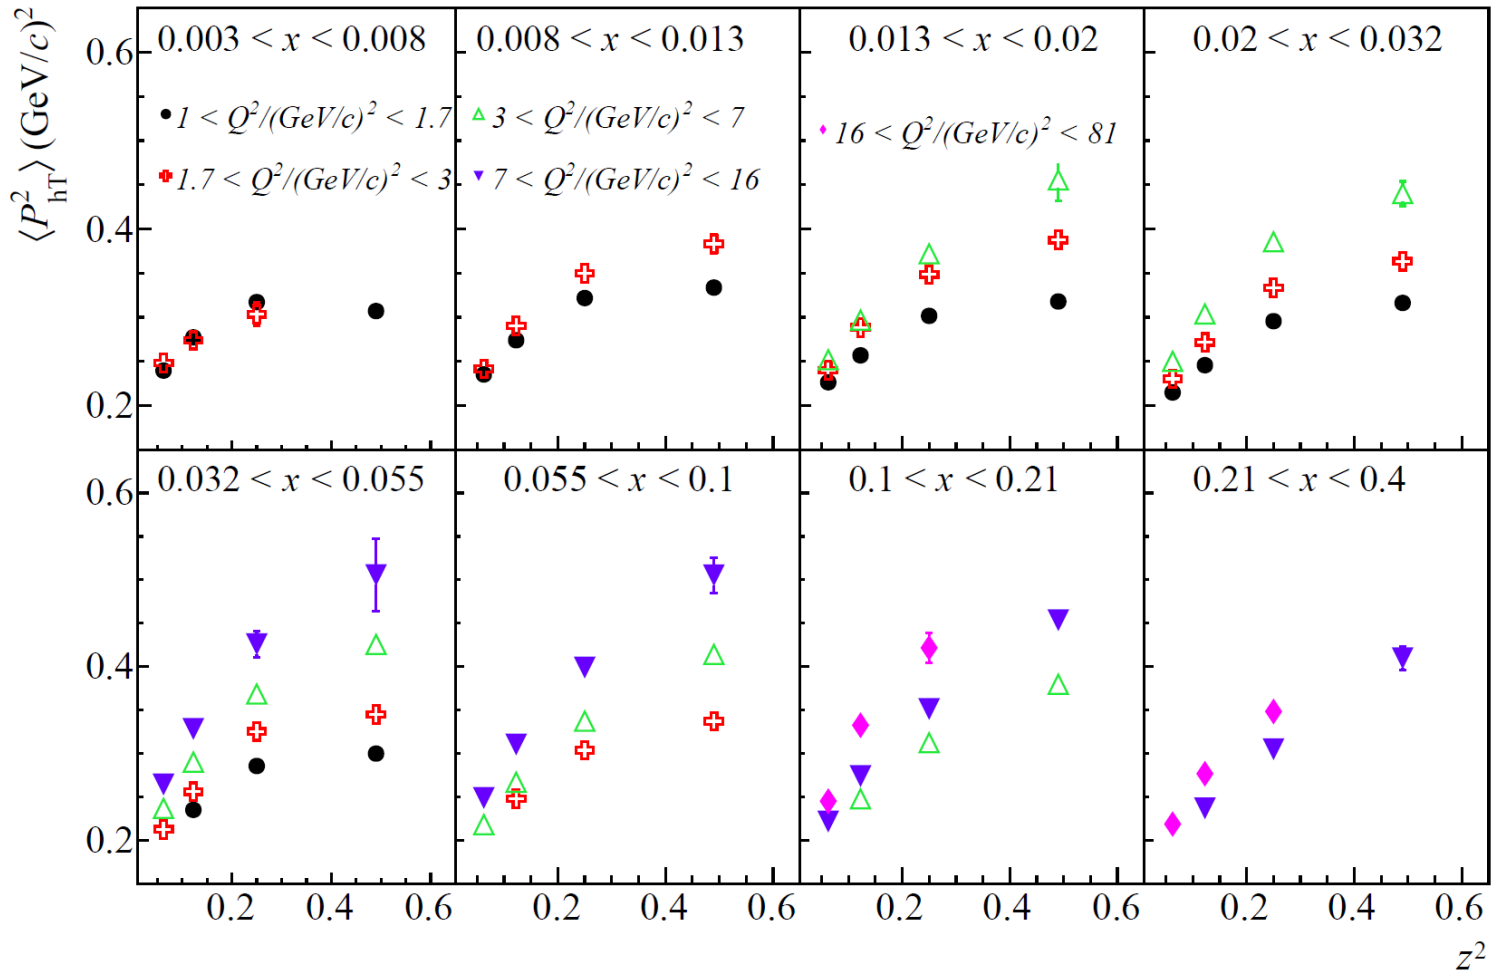 ⟨P²hT⟩ (GeV/c)²
0.003 < x < 0.008
0.008 < x < 0.013
0.013 < x < 0.02
0.02 < x < 0.032
1 < Q²/(GeV/c)² < 1.7
3 < Q²/(GeV/c)² < 7
16 < Q²/(GeV/c)² < 81
1.7 < Q²/(GeV/c)² < 3
7 < Q²/(GeV/c)² < 16
0.6
0.4
0.2
0.032 < x < 0.055
0.055 < x < 0.1
0.1 < x < 0.21
0.21 < x < 0.4
0.6
0.4
0.2
0.2 0.4 0.6
0.2 0.4 0.6
0.2 0.4 0.6
0.2 0.4 0.6
z²